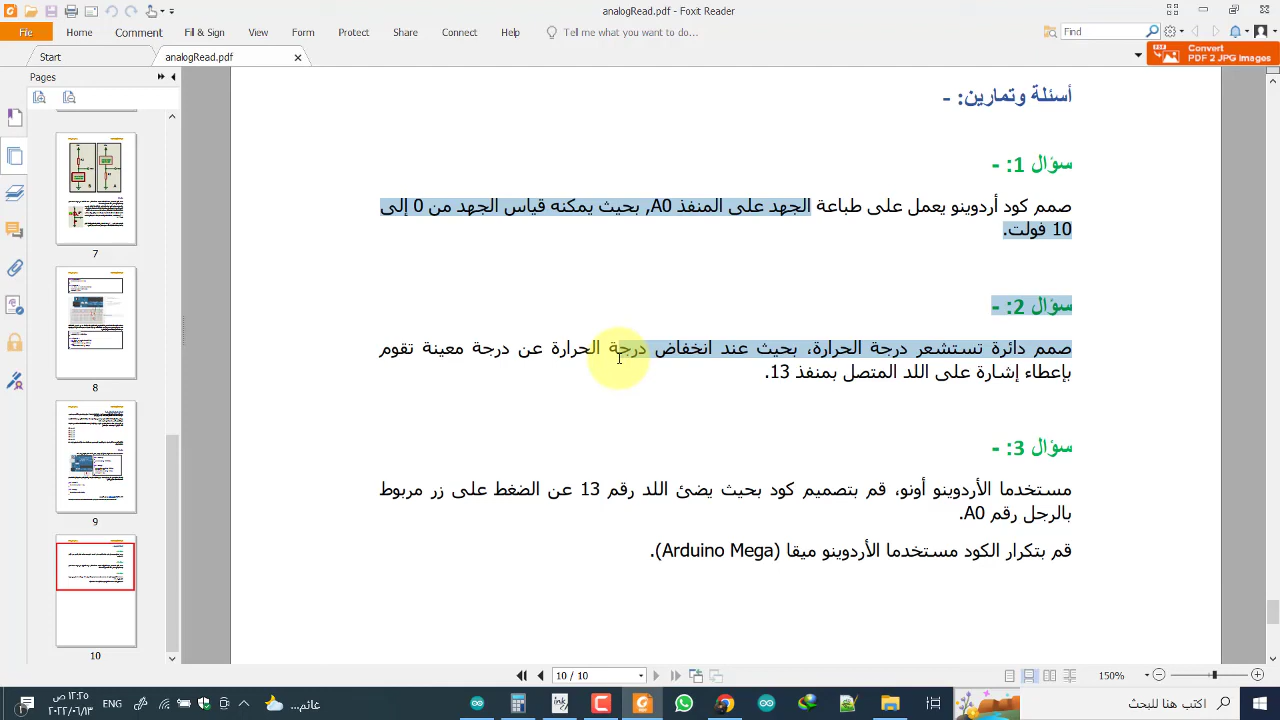 analogRead.pdf - Foxit Reader
File Home Comment View Form Protect Share Connect Help Tell me what you want to do... Find
Fill & Sign
Start analogRead.pdf
Convert
PDF 2 JPG Images
Pages
7
8
9
10
أسئلة وتمارين: -
سؤال 1: -
صمم كود أردوينو يعمل على طباعة الجهد على المنفذ A0, بحيث يمكنه قياس الجهد من 0 إلى
10 فولت.
سؤال 2: -
صمم دائرة تستشعر درجة الحرارة، بحيث عند انخفاض درجة الحرارة عن درجة معينة تقوم
بإعطاء إشارة على اللد المتصل بمنفذ 13.
سؤال 3: -
مستخدما الأردوينو أونو، قم بتصميم كود بحيث يضئ اللد رقم 13 عن الضغط على زر مربوط
بالرجل رقم A0.
قم بتكرار الكود مستخدما الأردوينو ميقا (Arduino Mega).
10 / 10
150%
١٢:٢٥ ص
٢٠٢٢/٠٦/١٣
ENG
غائم...
اكتب هنا للبحث